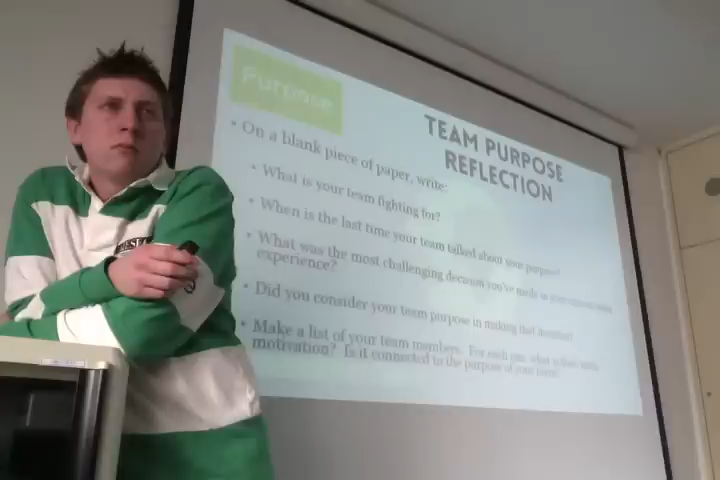 Purpose
TEAM PURPOSE
REFLECTION
• On a blank piece of paper, write:
• What is your team fighting for?
• When is the last time your team talked about your purpose?
• What was the most challenging decision you've made in your
experience?
• Did you consider your team purpose in making that decision?
• Make a list of your team members. For each one, what is their main
motivation? Is it connected to the purpose of your team?